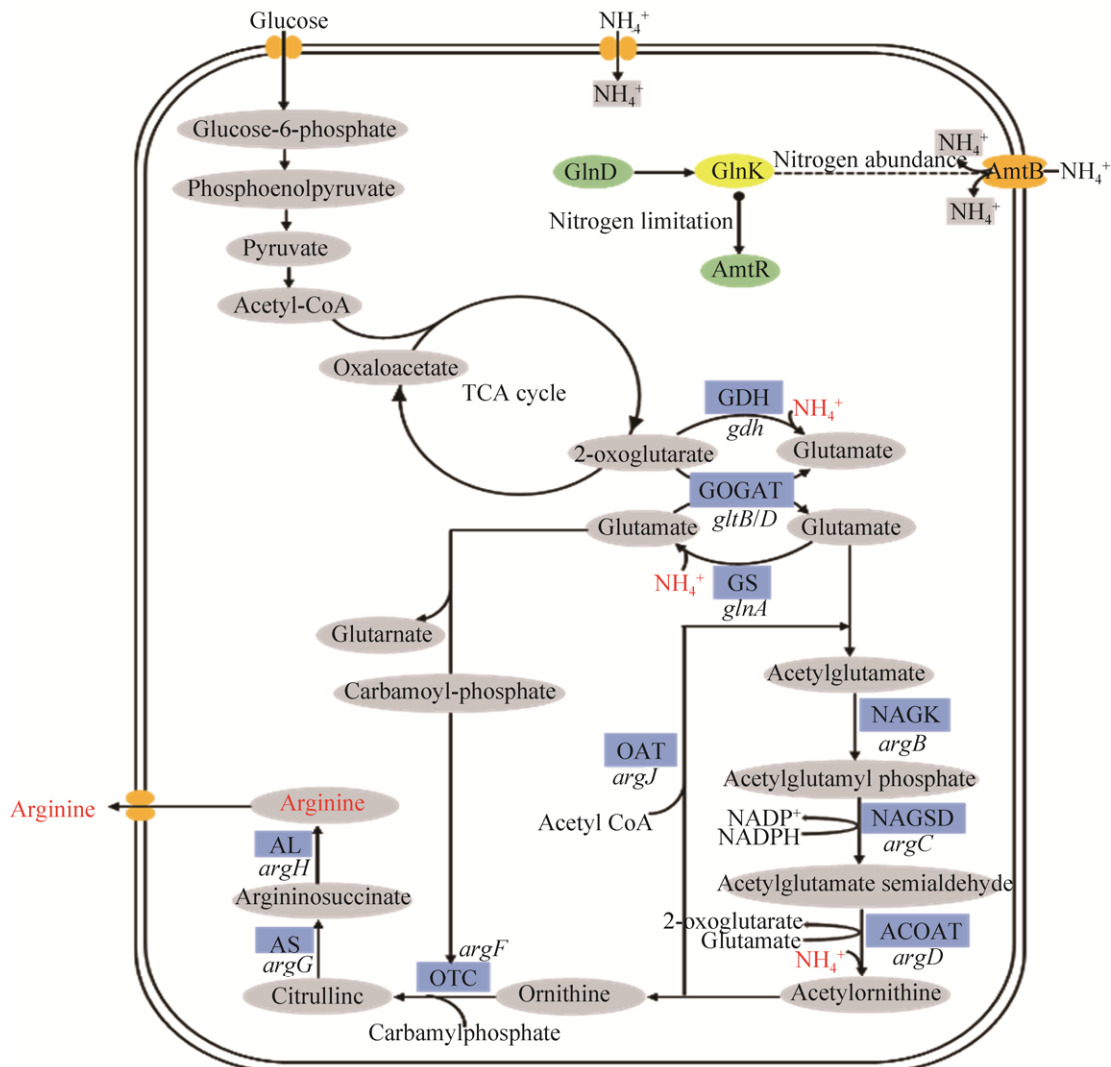 Glucose
NH₄⁺
NH₄⁺
Glucose-6-phosphate
Phosphoenolpyruvate
Pyruvate
Acetyl-CoA
GlnD
GlnK
Nitrogen abundance
NH₄⁺
AmtB
NH₄⁺
NH₄⁺
Nitrogen limitation
AmtR
Oxaloacetate
TCA cycle
2-oxoglutarate
GDH
gdh
NH₄⁺
Glutamate
GOGAT
gltB/D
Glutamate
Glutamate
NH₄⁺
GS
glnA
Glutarnate
Carbamoyl-phosphate
Acetylglutamate
NAGK
argB
OAT
argJ
Acetyl CoA
Acetylglutamyl phosphate
NADP⁺
NADPH
NAGSD
argC
Acetylglutamate semialdehyde
2-oxoglutarate
Glutamate
ACOAT
argD
NH₄⁺
Acetylornithine
Arginine
Arginine
AL
argH
Argininosuccinate
AS
argG
argF
OTC
Citrullinc
Ornithine
Carbamylphosphate